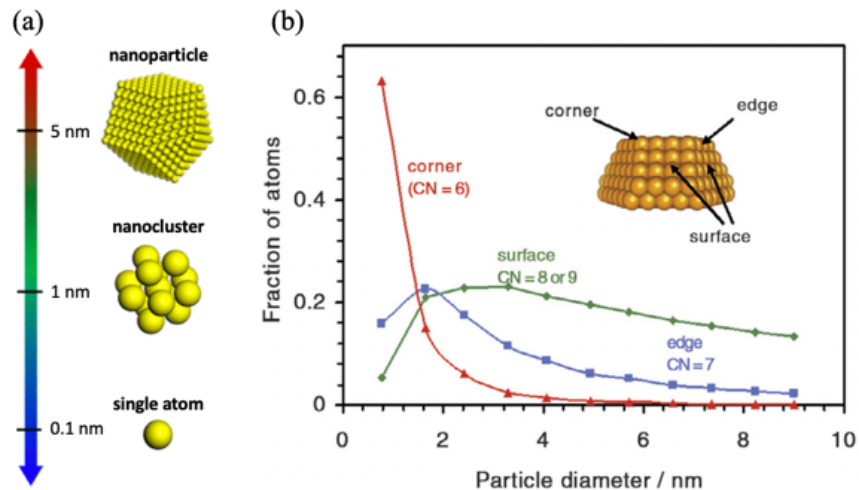 (a)
nanoparticle
5 nm
nanocluster
1 nm
single atom
0.1 nm
(b)
Fraction of atoms
0.6
0.4
0.2
0
corner
(CN = 6)
corner
edge
surface
surface
CN = 8 or 9
edge
CN = 7
0 2 4 6 8 10
Particle diameter / nm